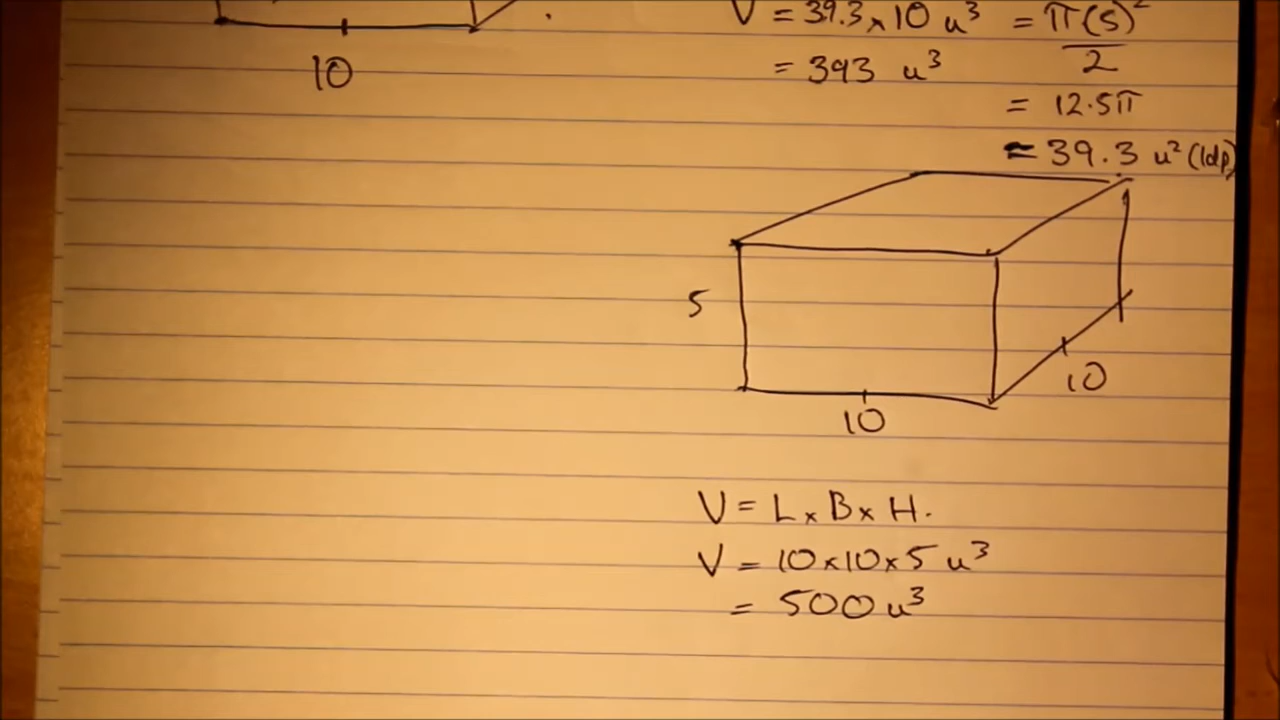 10
V = 39.3 x 10 u³ = π(5)²
= 393 u³ 2
= 12.5π
≈ 39.3 u² (1dp)
5
10
10
V = L x B x H.
V = 10 x 10 x 5 u³
= 500 u³